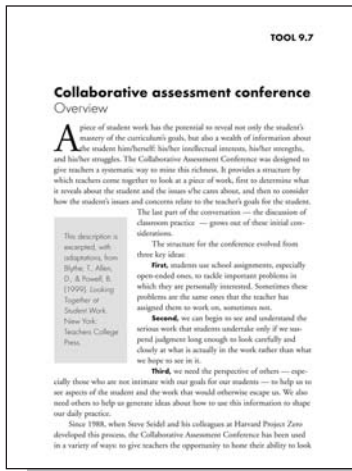 TOOL 9.7
Collaborative assessment conference
Overview
A piece of student work has the potential to reveal not only the student's
mastery of the curriculum's goals, but also a wealth of information about
the student him/herself: his/her intellectual interests, his/her strengths,
and his/her struggles. The Collaborative Assessment Conference was designed to
give teachers a systematic way to mine this richness. It provides a structure by
which teachers come together to look at a piece of work, first to determine what
it reveals about the student and the issues s/he cares about, and then to consider
how the student's issues and concerns relate to the teacher's goals for the student.
The last part of the conversation — the discussion of
classroom practice — grows out of these initial con-
siderations.
The structure for the conference evolved from
three key ideas:
First, students use school assignments, especially
open-ended ones, to tackle important problems in
which they are personally interested. Sometimes these
problems are the same ones that the teacher has
assigned them to work on, sometimes not.
Second, we can begin to see and understand the
serious work that students undertake only if we sus-
pend judgment long enough to look carefully and
closely at what is actually in the work rather than what
we hope to see in it.
Third, we need the perspective of others — espe-
cially those who are not intimate with our goals for our students — to help us to
see aspects of the student and the work that would otherwise escape us. We also
need others to help us generate ideas about how to use this information to shape
our daily practice.
Since 1988, when Steve Seidel and his colleagues at Harvard Project Zero
developed this process, the Collaborative Assessment Conference has been used
in a variety of ways: to give teachers the opportunity to hone their ability to look
This description is
excerpted, with
adaptations, from
Blythe, T., Allen,
D., & Powell, B.
(1999). Looking
Together at
Student Work.
New York:
Teachers College
Press.